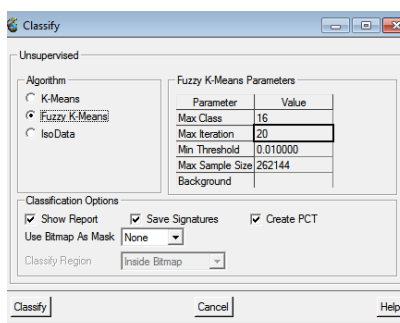 Classify
Unsupervised
Algorithm
K-Means
Fuzzy K-Means
IsoData
Fuzzy K-Means Parameters
Parameter Value
Max Class 16
Max Iteration 20
Min Threshold 0.010000
Max Sample Size 262144
Background
Classification Options
Show Report Save Signatures Create PCT
Use Bitmap As Mask None
Classify Region Inside Bitmap
Classify Cancel Help